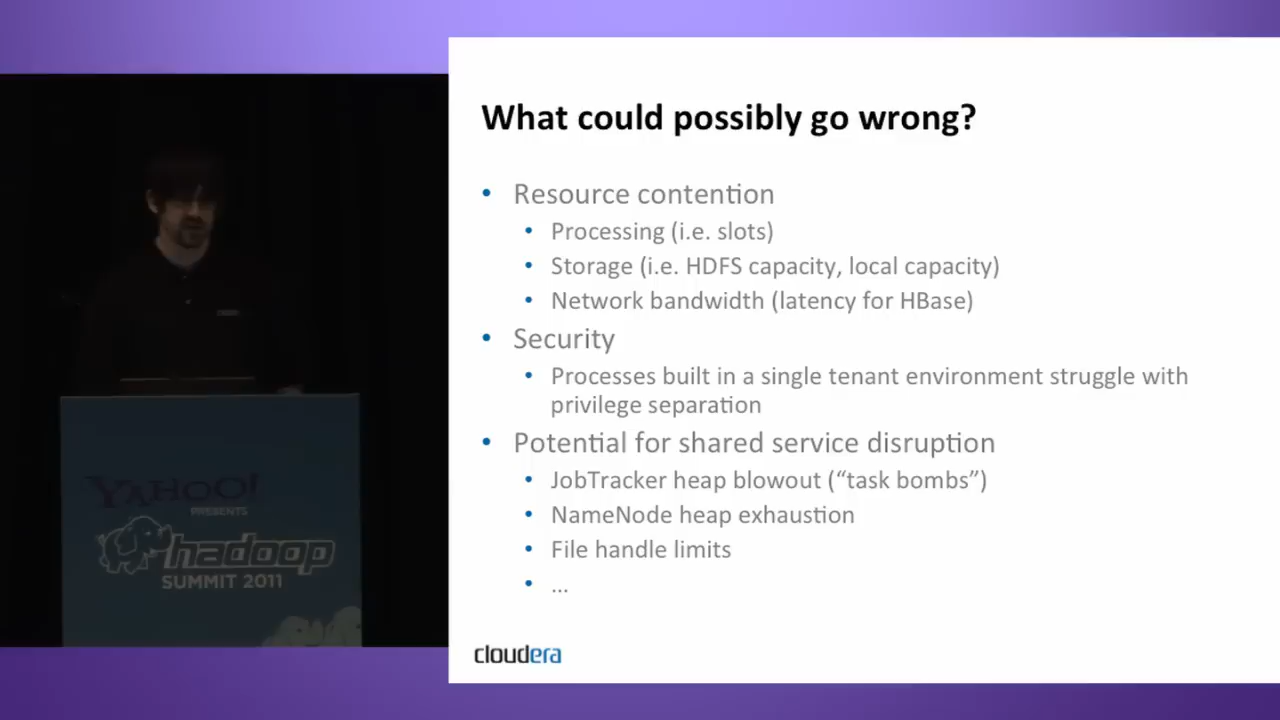 What could possibly go wrong?
• Resource contention
• Processing (i.e. slots)
• Storage (i.e. HDFS capacity, local capacity)
• Network bandwidth (latency for HBase)
• Security
• Processes built in a single tenant environment struggle with
privilege separation
• Potential for shared service disruption
• JobTracker heap blowout (“task bombs”)
• NameNode heap exhaustion
• File handle limits
• ...
cloudera
YAHOO!
PRESENTS
hadoop
SUMMIT 2011